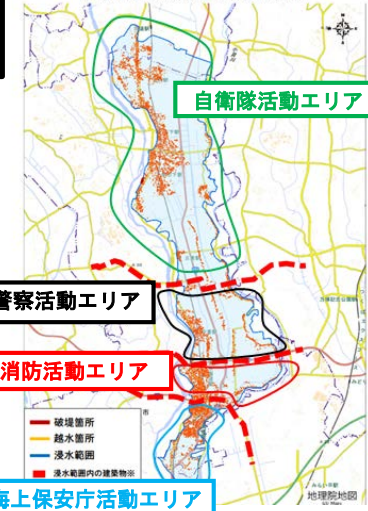 自衛隊活動エリア
警察活動エリア
消防活動エリア
市
破堤箇所
越水箇所
浸水範囲
浸水範囲内の建築物※
海上保安庁活動エリア
地理院地図